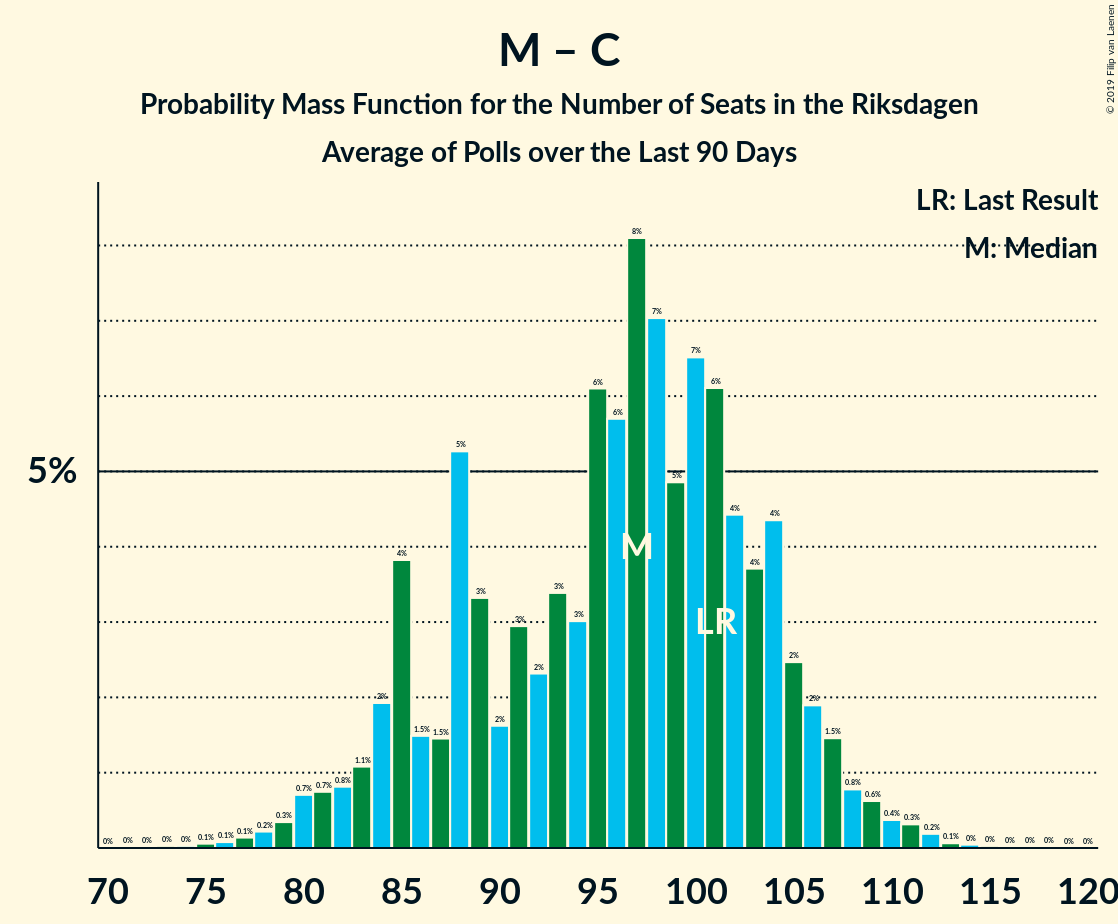 M – C
Probability Mass Function for the Number of Seats in the Riksdagen
Average of Polls over the Last 90 Days
© 2019 Filip van Laenen
LR: Last Result
M: Median
5%
0% 0% 0% 0% 0% 0.1% 0.1% 0.1% 0.2% 0.3% 0.7% 0.7% 0.8% 1.1% 2% 4% 1.5% 1.5% 5% 3% 2% 3% 2% 3% 3% 6% 6% 8% 7% 5% 7% 6% 4% 4% 4% 2% 2% 1.5% 0.8% 0.6% 0.4% 0.3% 0.2% 0.1% 0% 0% 0% 0% 0% 0% 0%
M
LR
70 75 80 85 90 95 100 105 110 115 120